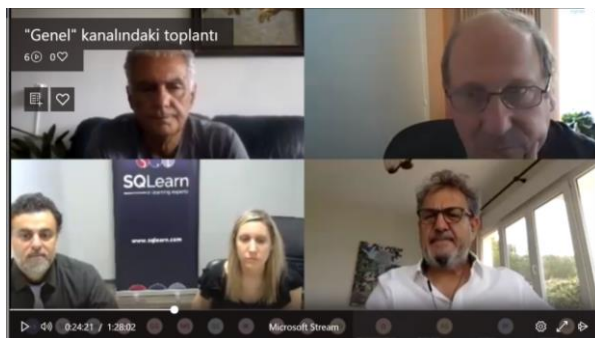 "Genel" kanalındaki toplantı
6 0
SQLearn
learning experts
www.sqlearn.com
0:24:21 / 1:28:02
Microsoft Stream